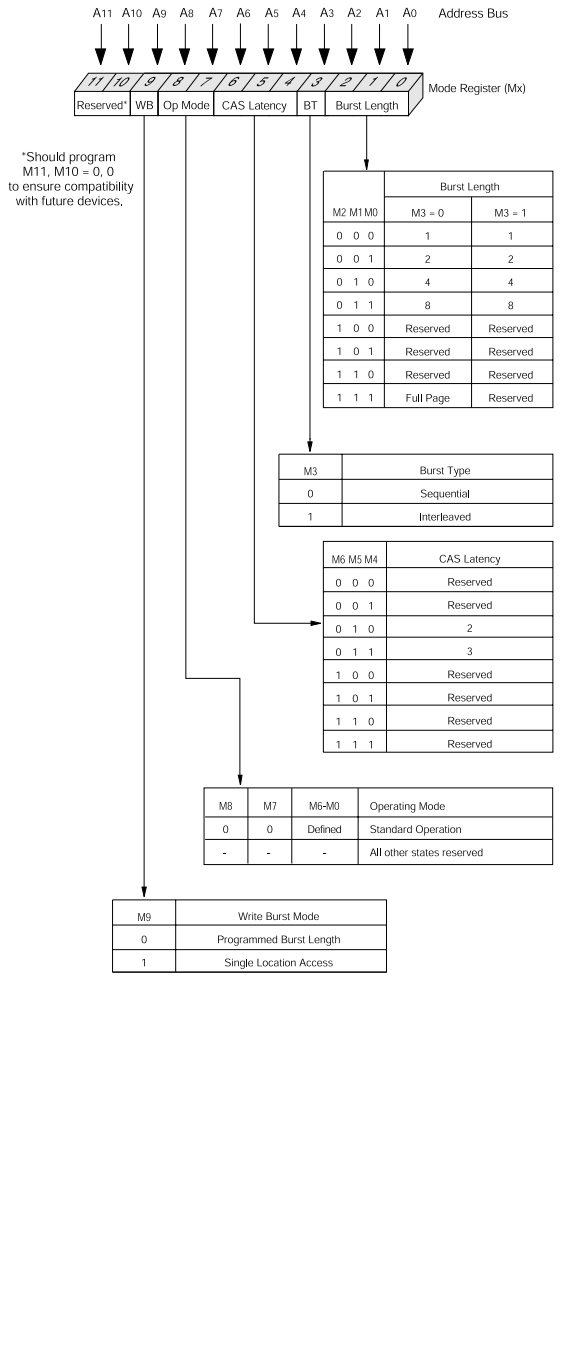 A11 A10 A9 A8 A7 A6 A5 A4 A3 A2 A1 A0 Address Bus
11 10 9 8 7 6 5 4 3 2 1 0
Mode Register (Mx)
Reserved* WB Op Mode CAS Latency BT Burst Length
*Should program
M11, M10 = 0, 0
to ensure compatibility
with future devices.
Burst Length
M2 M1 M0 M3 = 0 M3 = 1
0 0 0 1 1
0 0 1 2 2
0 1 0 4 4
0 1 1 8 8
1 0 0 Reserved Reserved
1 0 1 Reserved Reserved
1 1 0 Reserved Reserved
1 1 1 Full Page Reserved
M3 Burst Type
0 Sequential
1 Interleaved
M6 M5 M4 CAS Latency
0 0 0 Reserved
0 0 1 Reserved
0 1 0 2
0 1 1 3
1 0 0 Reserved
1 0 1 Reserved
1 1 0 Reserved
1 1 1 Reserved
M8 M7 M6-M0 Operating Mode
0 0 Defined Standard Operation
- - - All other states reserved
M9 Write Burst Mode
0 Programmed Burst Length
1 Single Location Access